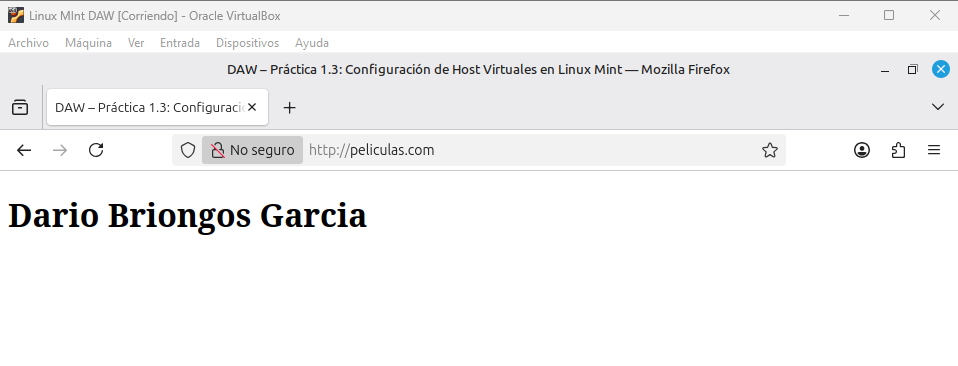 Linux MInt DAW [Corriendo] - Oracle VirtualBox
Archivo Máquina Ver Entrada Dispositivos Ayuda
DAW – Práctica 1.3: Configuración de Host Virtuales en Linux Mint — Mozilla Firefox
DAW – Práctica 1.3: Configuraci
No seguro http://peliculas.com
Dario Briongos Garcia